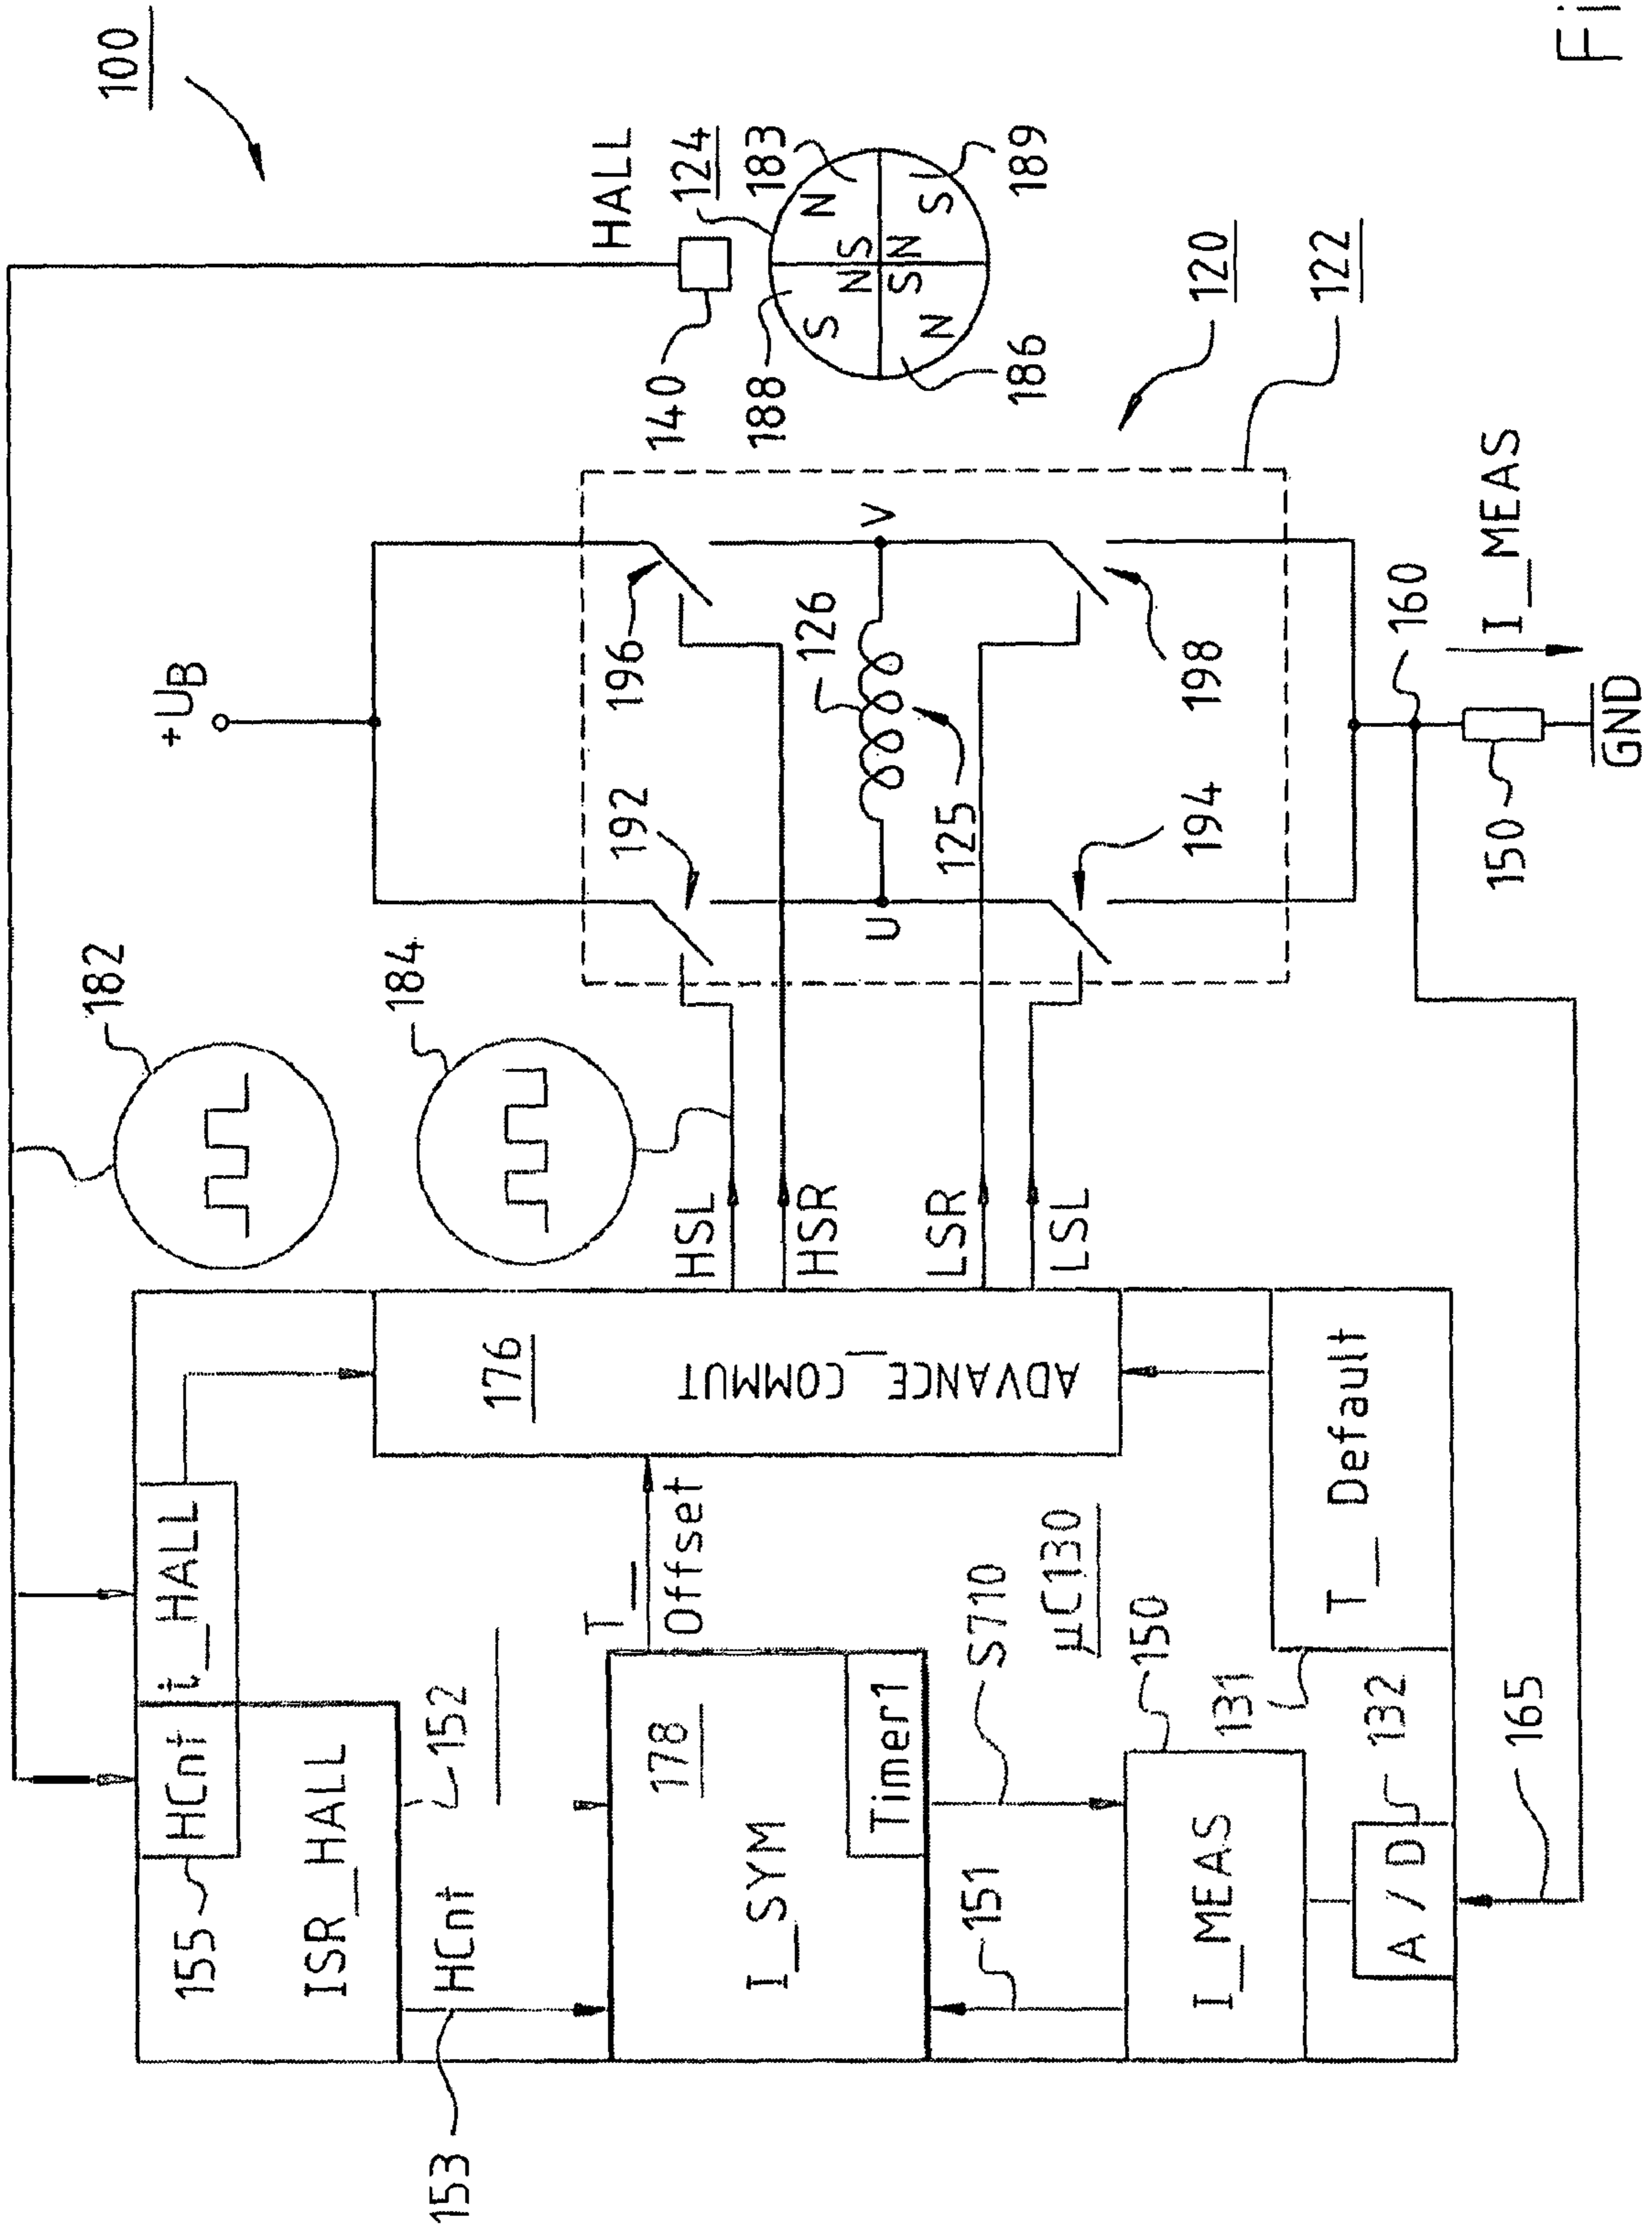 100
HALL
140
124
183
188
189
186
+UB
196
192
126
125
V
U
198
194
120
122
160
I_MEAS
150
GND
182
184
HSL
HSR
LSR
LSL
176
ADVANCE_COMMUT
T_Default
131
HCnt
t_HALL
155
ISR_HALL
152
153
HCnt
T_
Offset
178
I_SYM
Timer1
S710
µC130
151
150
I_MEAS
132
A/D
165
N
S
S
N
N
S
S
N
Fi